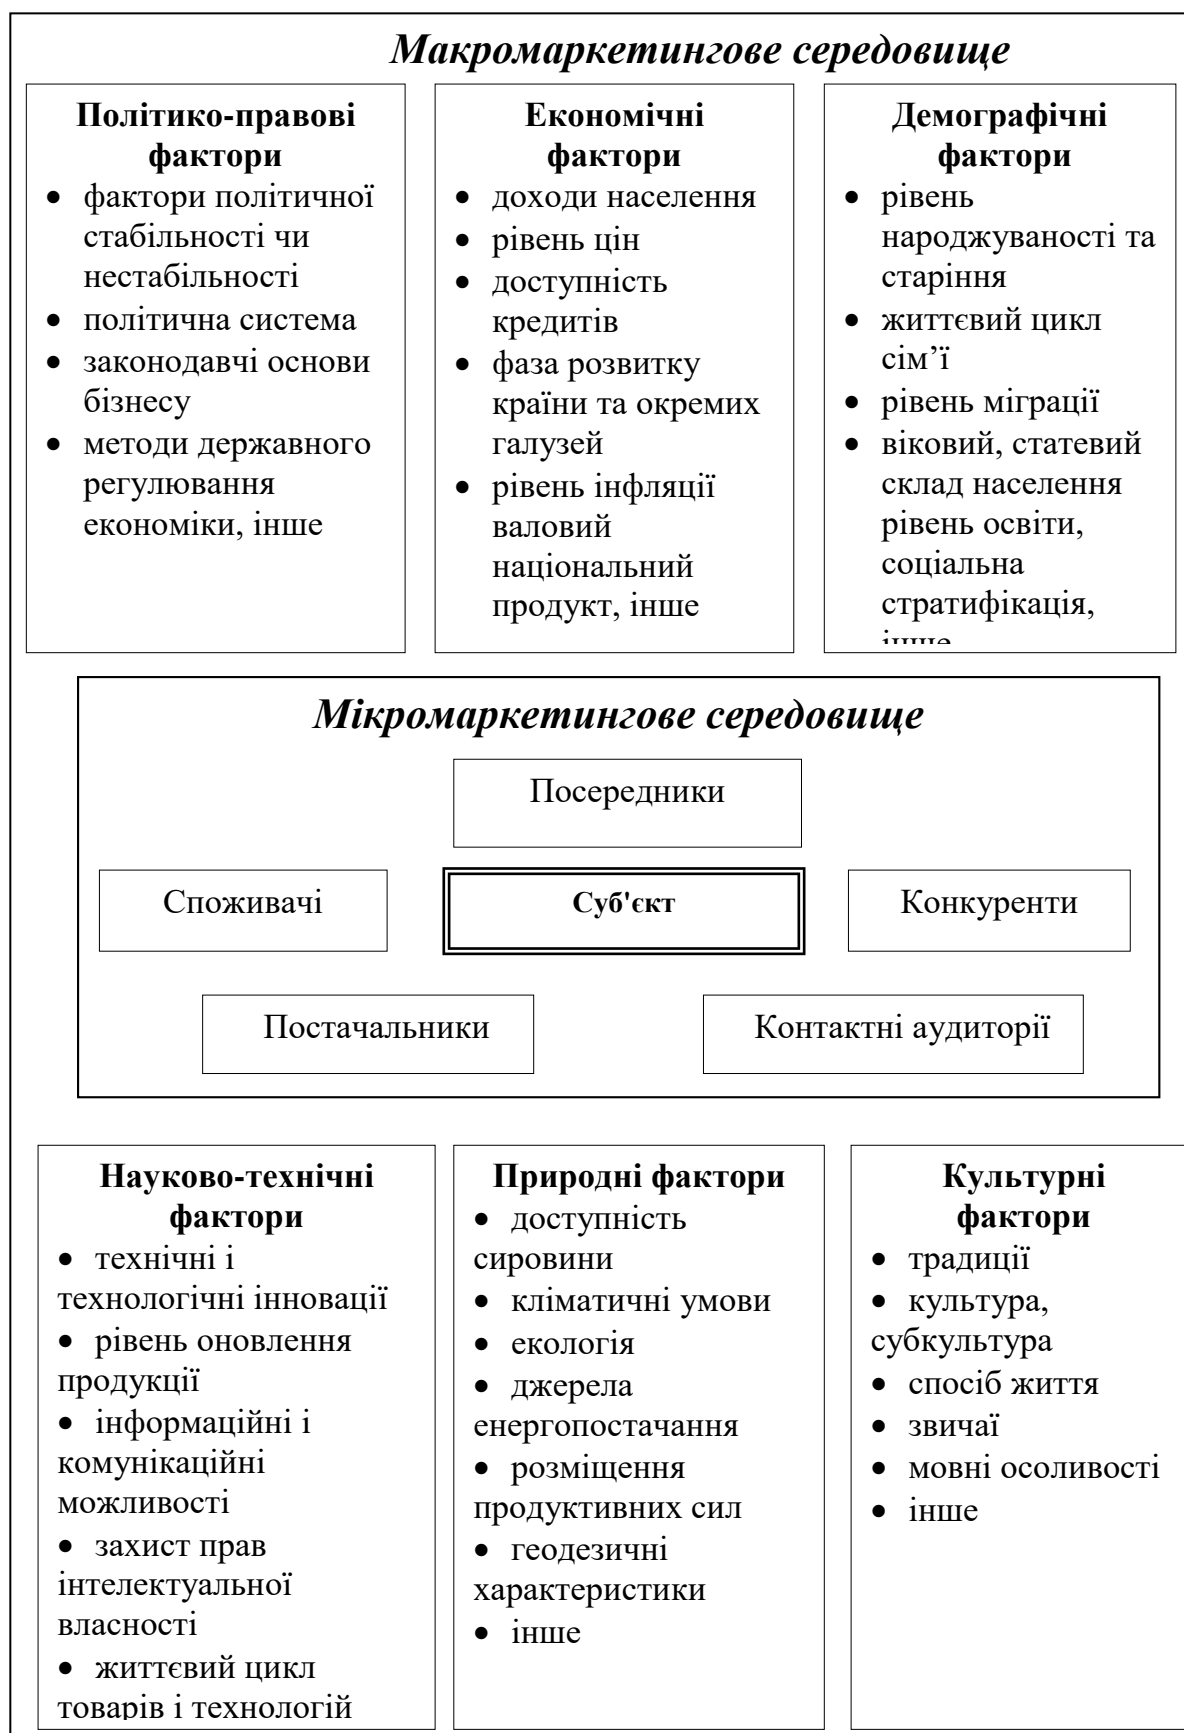 Макромаркетингове середовище
Політико-правові
фактори
• фактори політичної
стабільності чи
нестабільності
• політична система
• законодавчі основи
бізнесу
• методи державного
регулювання
економіки, інше
Економічні
фактори
• доходи населення
• рівень цін
• доступність
кредитів
• фаза розвитку
країни та окремих
галузей
• рівень інфляції
валовий
національний
продукт, інше
Демографічні
фактори
• рівень
народжуваності та
старіння
• життєвий цикл
сім’ї
• рівень міграції
• віковий, статевий
склад населення
рівень освіти,
соціальна
стратифікація,
інше
Мікромаркетингове середовище
Посередники
Споживачі
Суб'єкт
Конкуренти
Постачальники
Контактні аудиторії
Науково-технічні
фактори
• технічні і
технологічні інновації
• рівень оновлення
продукції
• інформаційні і
комунікаційні
можливості
• захист прав
інтелектуальної
власності
• життєвий цикл
товарів і технологій
Природні фактори
• доступність
сировини
• кліматичні умови
• екологія
• джерела
енергопостачання
• розміщення
продуктивних сил
• геодезичні
характеристики
• інше
Культурні
фактори
• традиції
• культура,
субкультура
• спосіб життя
• звичаї
• мовні осоливості
• інше